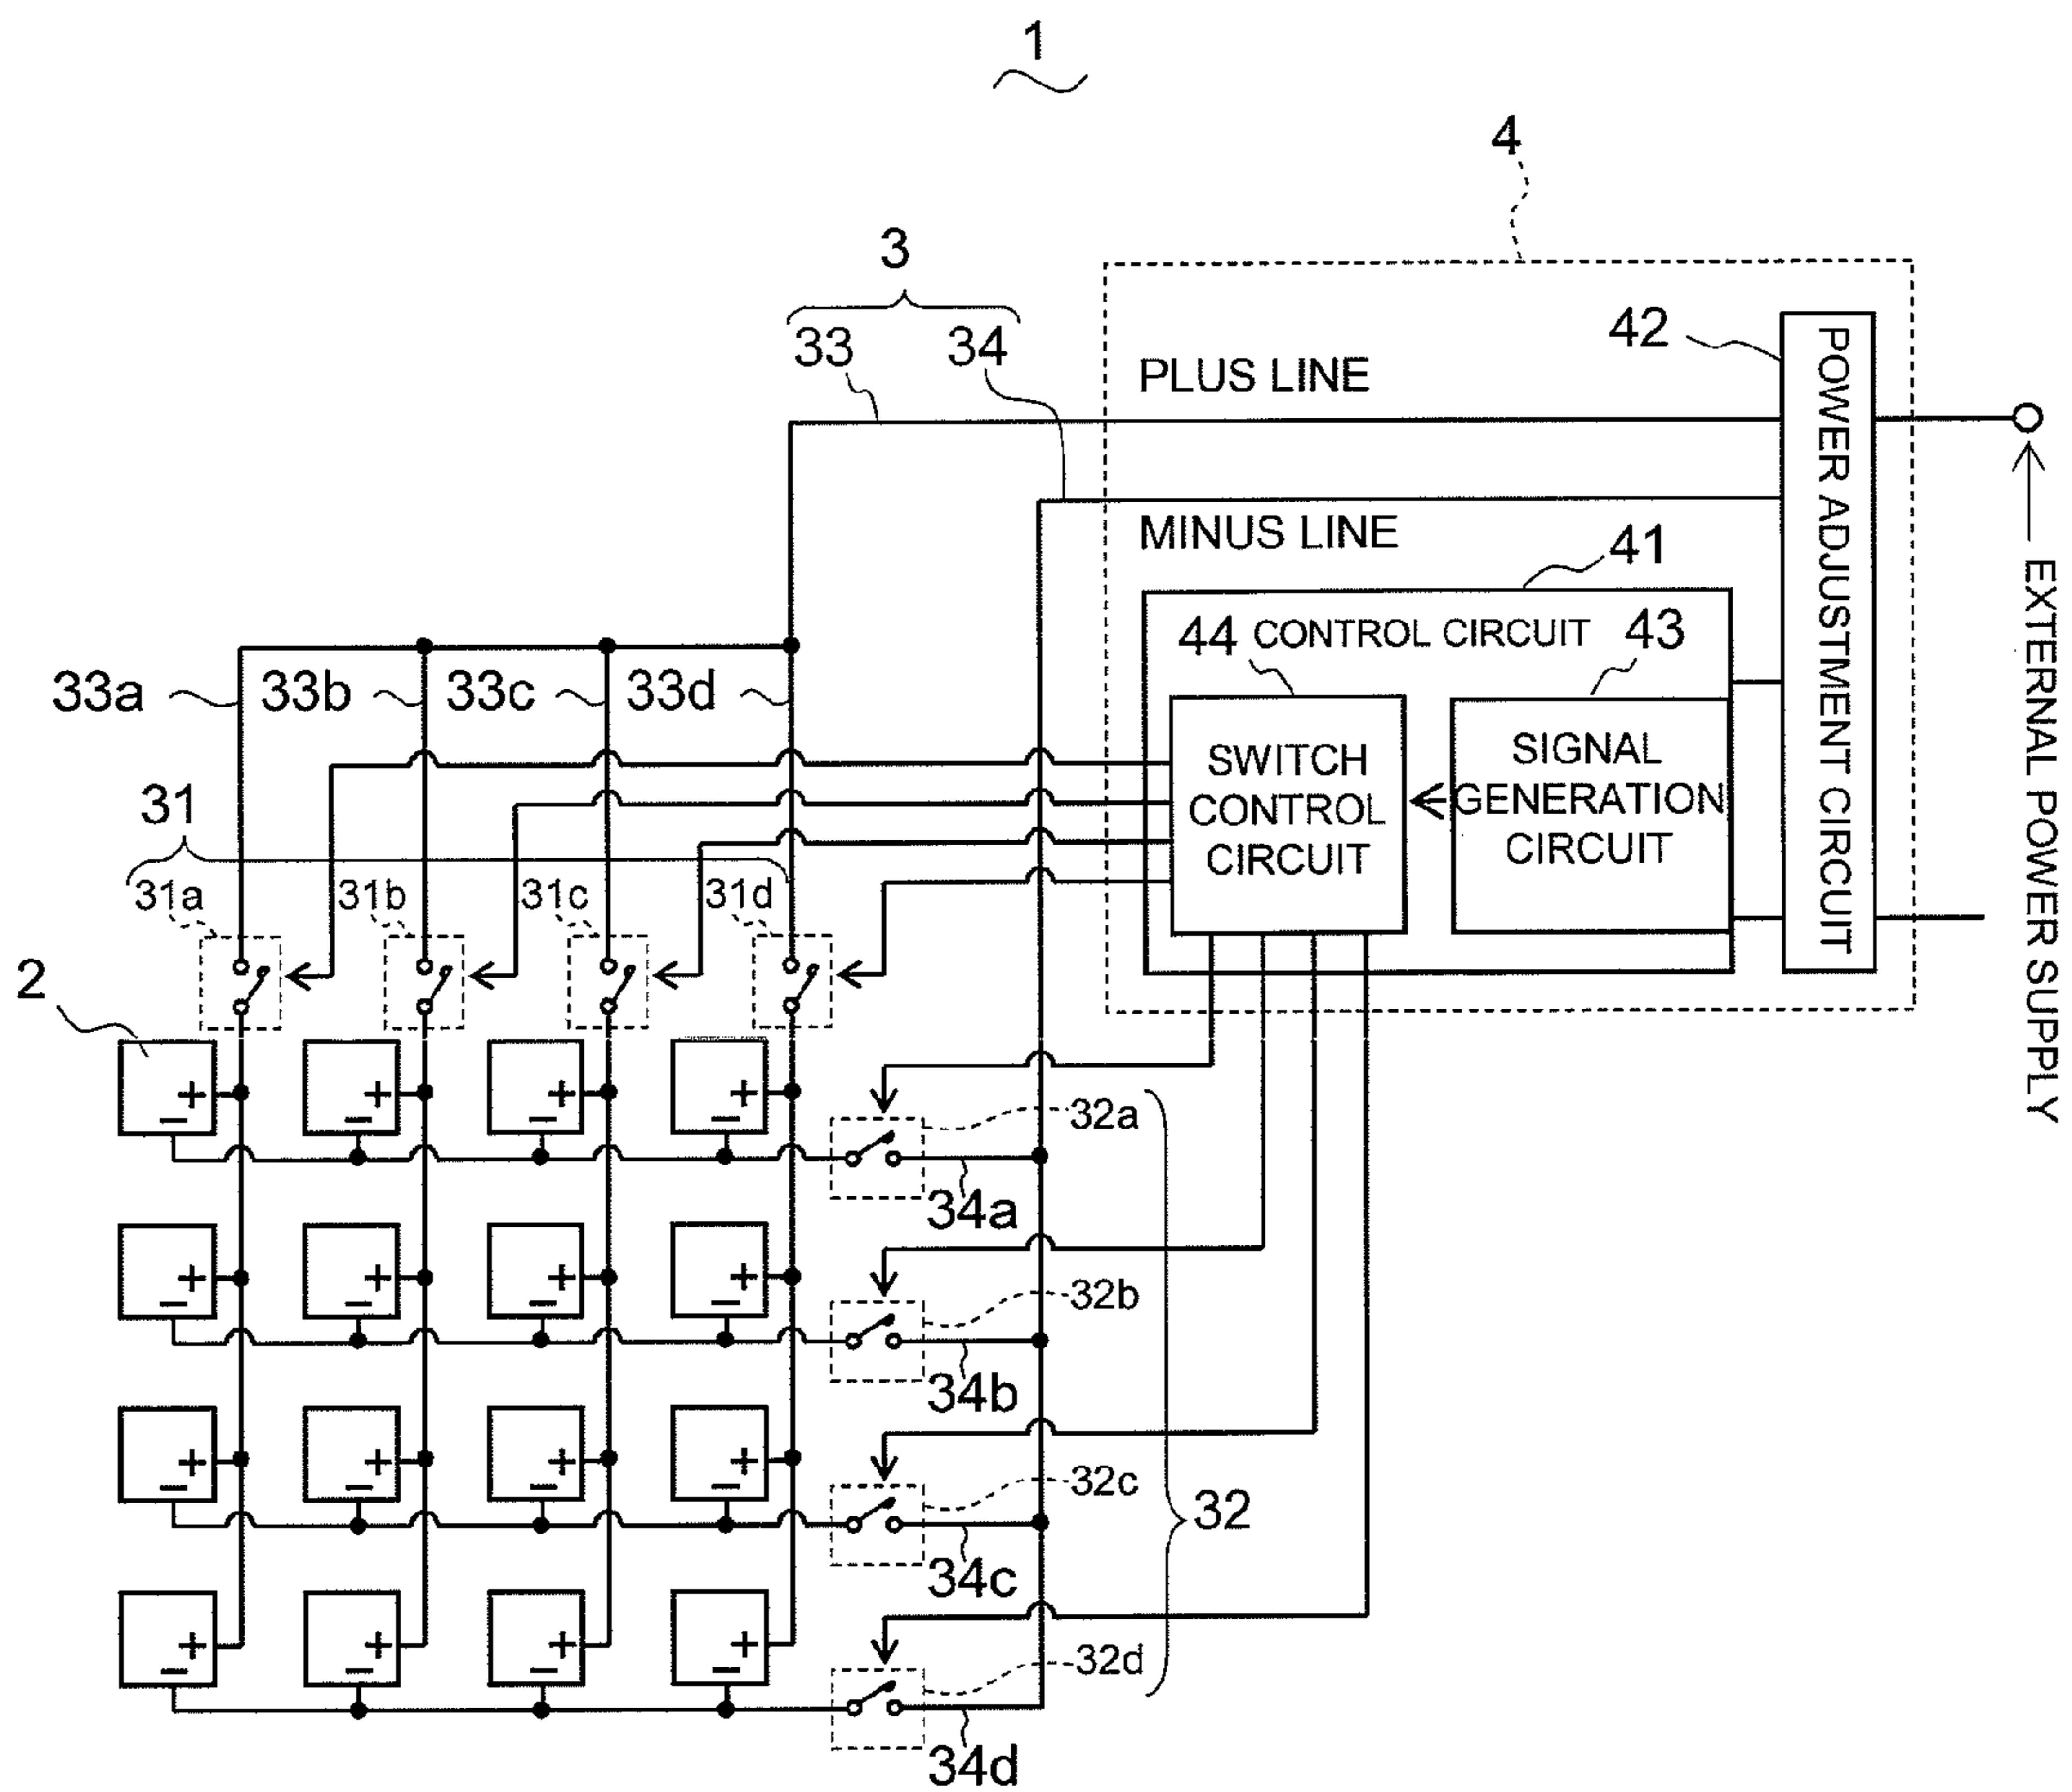 1
4
3
33
34
42
PLUS LINE
MINUS LINE
41
POWER ADJUSTMENT CIRCUIT
EXTERNAL POWER SUPPLY
44
CONTROL CIRCUIT
43
33a
33b
33c
33d
SWITCH
CONTROL
CIRCUIT
SIGNAL
GENERATION
CIRCUIT
31
31a
31b
31c
31d
2
+
+
+
+
−
−
−
−
32a
34a
+
+
+
+
−
−
−
−
32b
34b
+
+
+
+
−
−
−
−
32c
32
34c
+
+
+
+
−
−
−
−
32d
34d